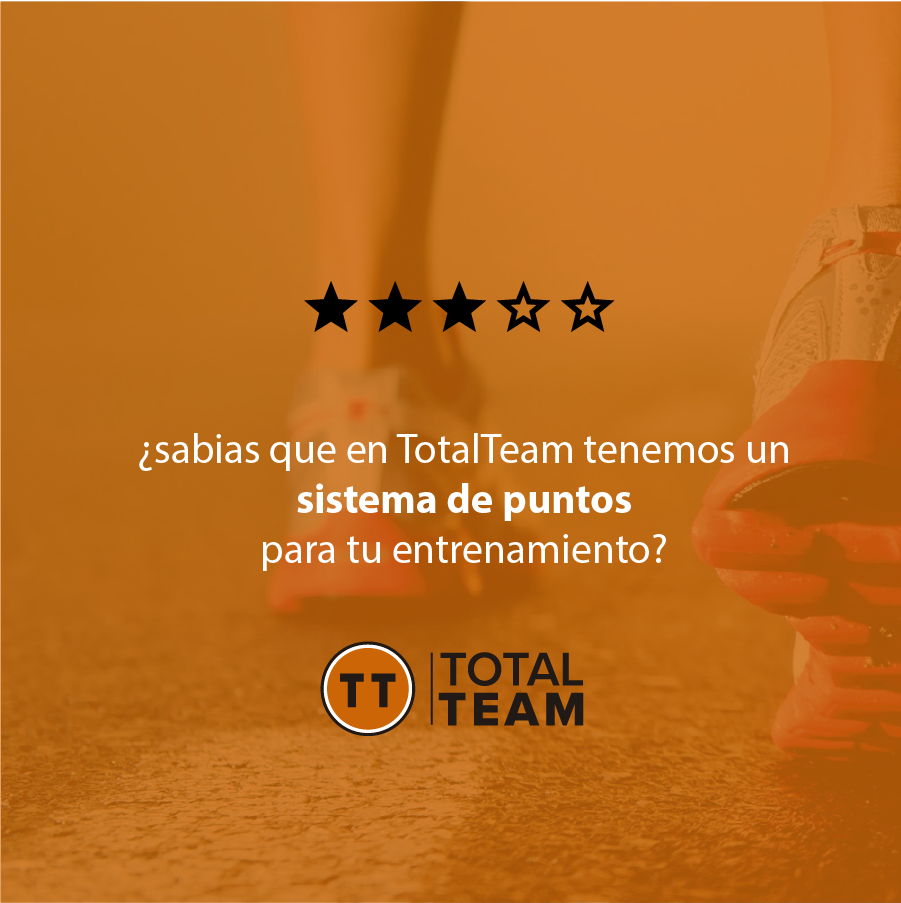 ¿sabias que en TotalTeam tenemos un
sistema de puntos
para tu entrenamiento?
TT
TOTAL
TEAM